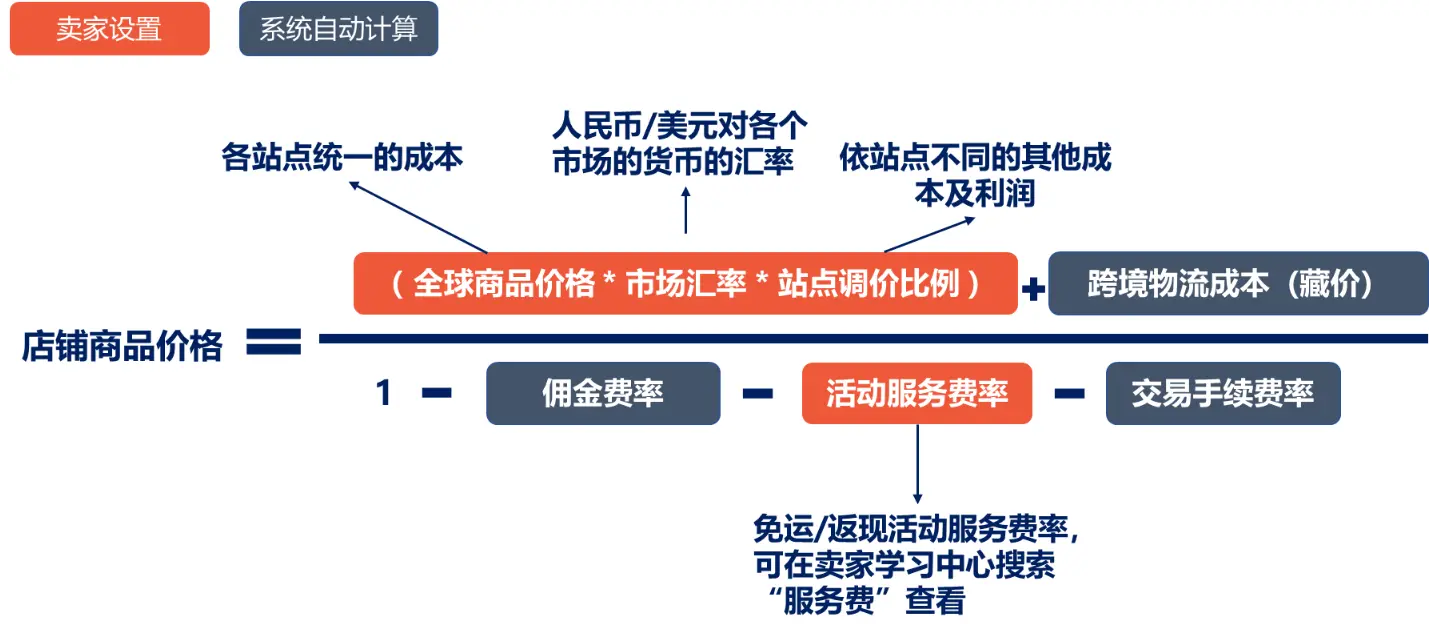 卖家设置
系统自动计算
各站点统一的成本
人民币/美元对各个
市场的货币的汇率
依站点不同的其他成
本及利润
(全球商品价格*市场汇率*站点调价比例)
+
跨境物流成本(藏价)
店铺商品价格 =
1 - 佣金费率 - 活动服务费率 - 交易手续费率
免运/返现活动服务费率,
可在卖家学习中心搜索
“服务费”查看